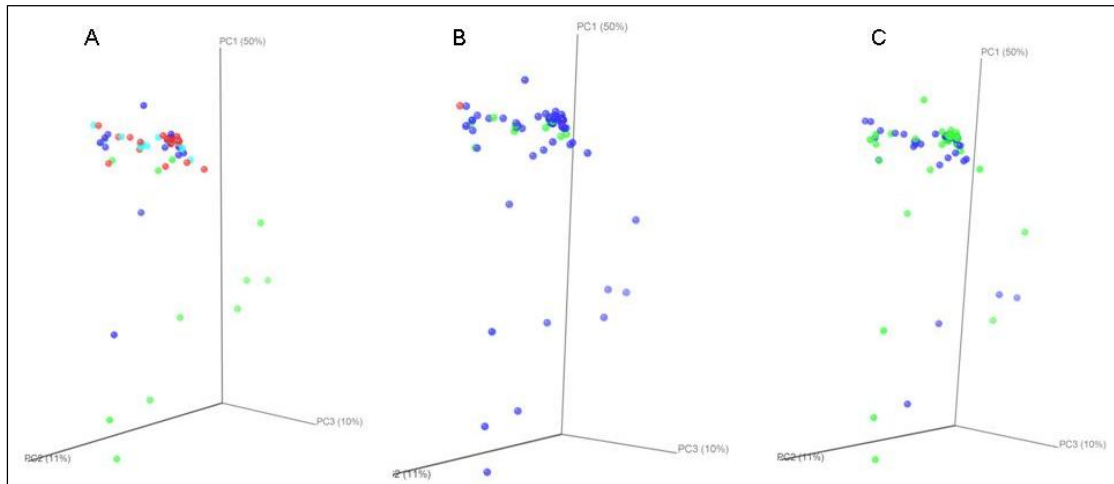 A
B
C
PC1 (50%)
PC1 (50%)
PC1 (50%)
PC3 (10%)
PC3 (10%)
PC3 (10%)
PC2 (11%)
2 (11%)
PC2 (11%)